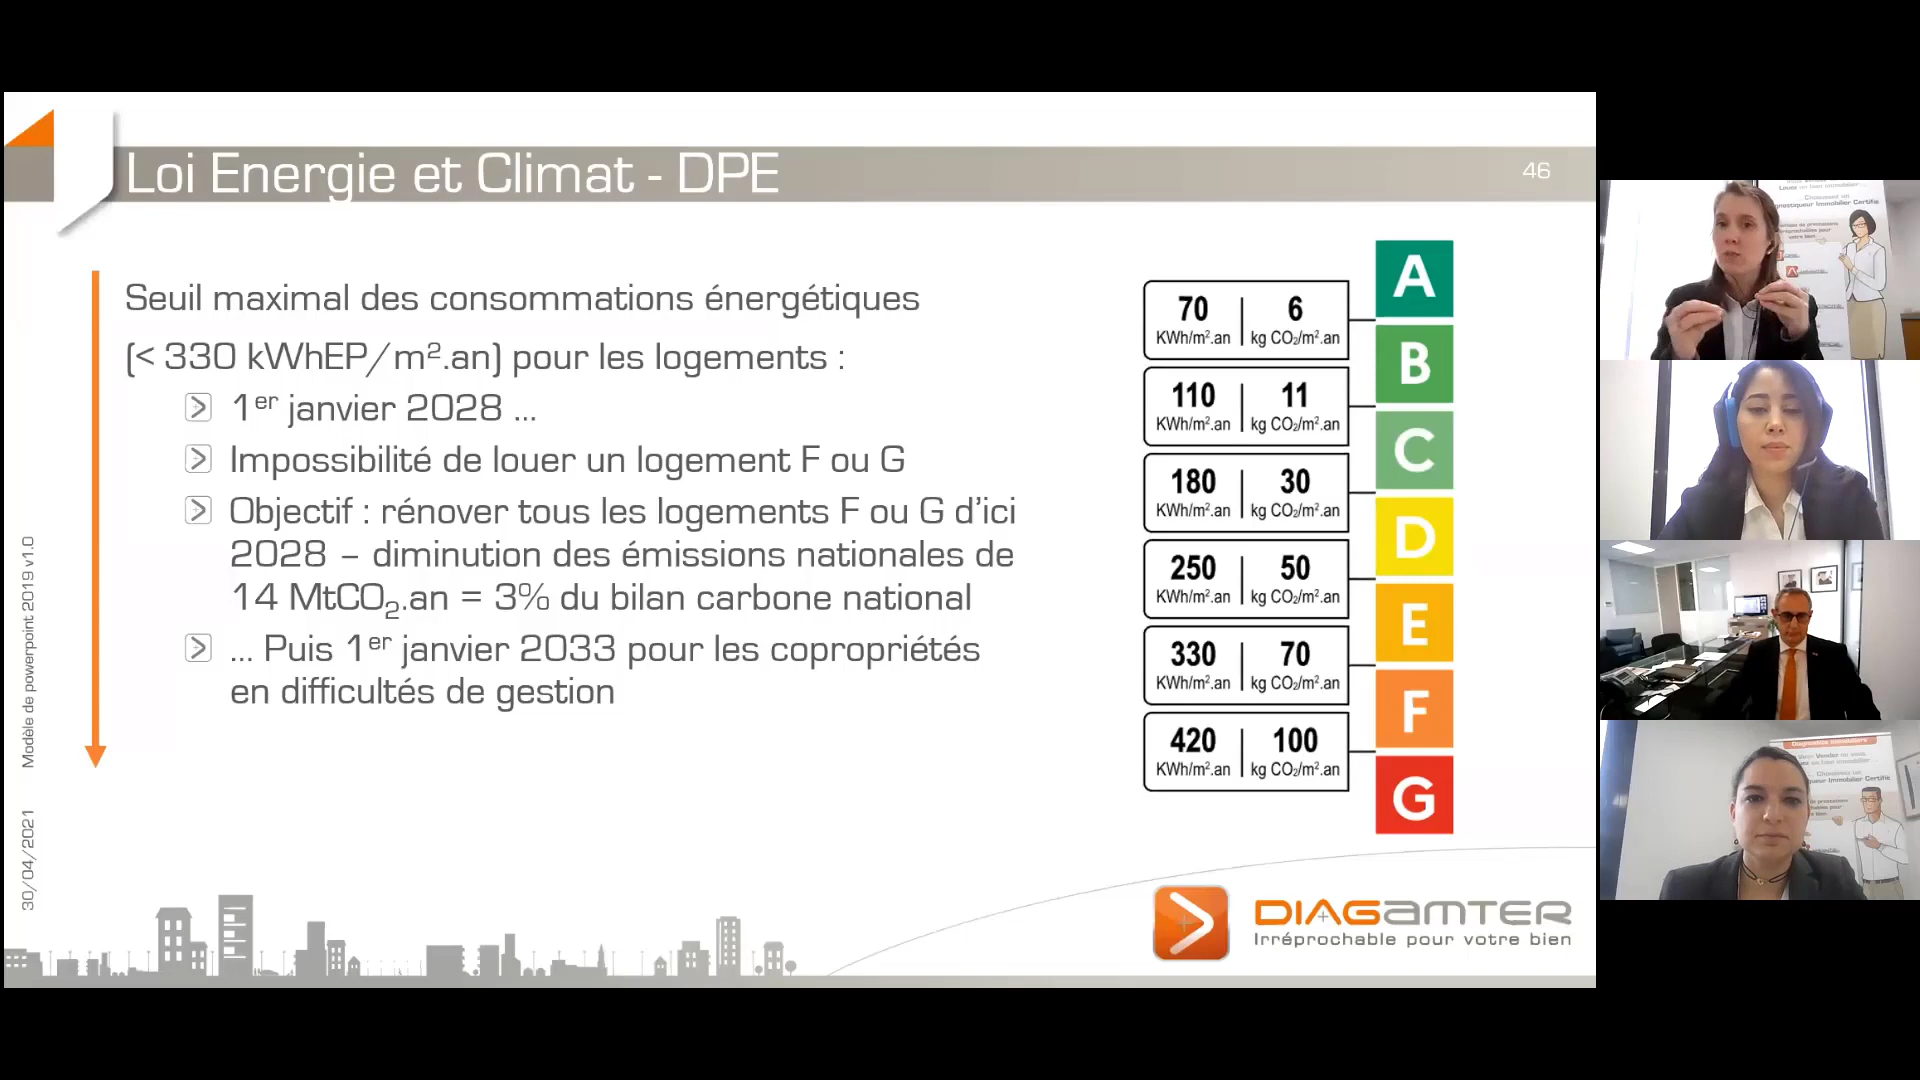 Loi Energie et Climat - DPE
46
Seuil maximal des consommations énergétiques
(< 330 kWhEP/m².an) pour les logements :
1er janvier 2028 ...
Impossibilité de louer un logement F ou G
Objectif : rénover tous les logements F ou G d'ici
2028 – diminution des émissions nationales de
14 MtCO₂.an = 3% du bilan carbone national
... Puis 1er janvier 2033 pour les copropriétés
en difficultés de gestion
A
70 | 6
KWh/m².an | kg CO₂/m².an
B
110 | 11
KWh/m².an | kg CO₂/m².an
C
180 | 30
KWh/m².an | kg CO₂/m².an
D
250 | 50
KWh/m².an | kg CO₂/m².an
E
330 | 70
KWh/m².an | kg CO₂/m².an
F
420 | 100
KWh/m².an | kg CO₂/m².an
G
30/04/2021 Modèle de powerpoint 2019 v1.0
DIAGAMTER
Irréprochable pour votre bien
Immobilier Certifié
Immobilier Certifié